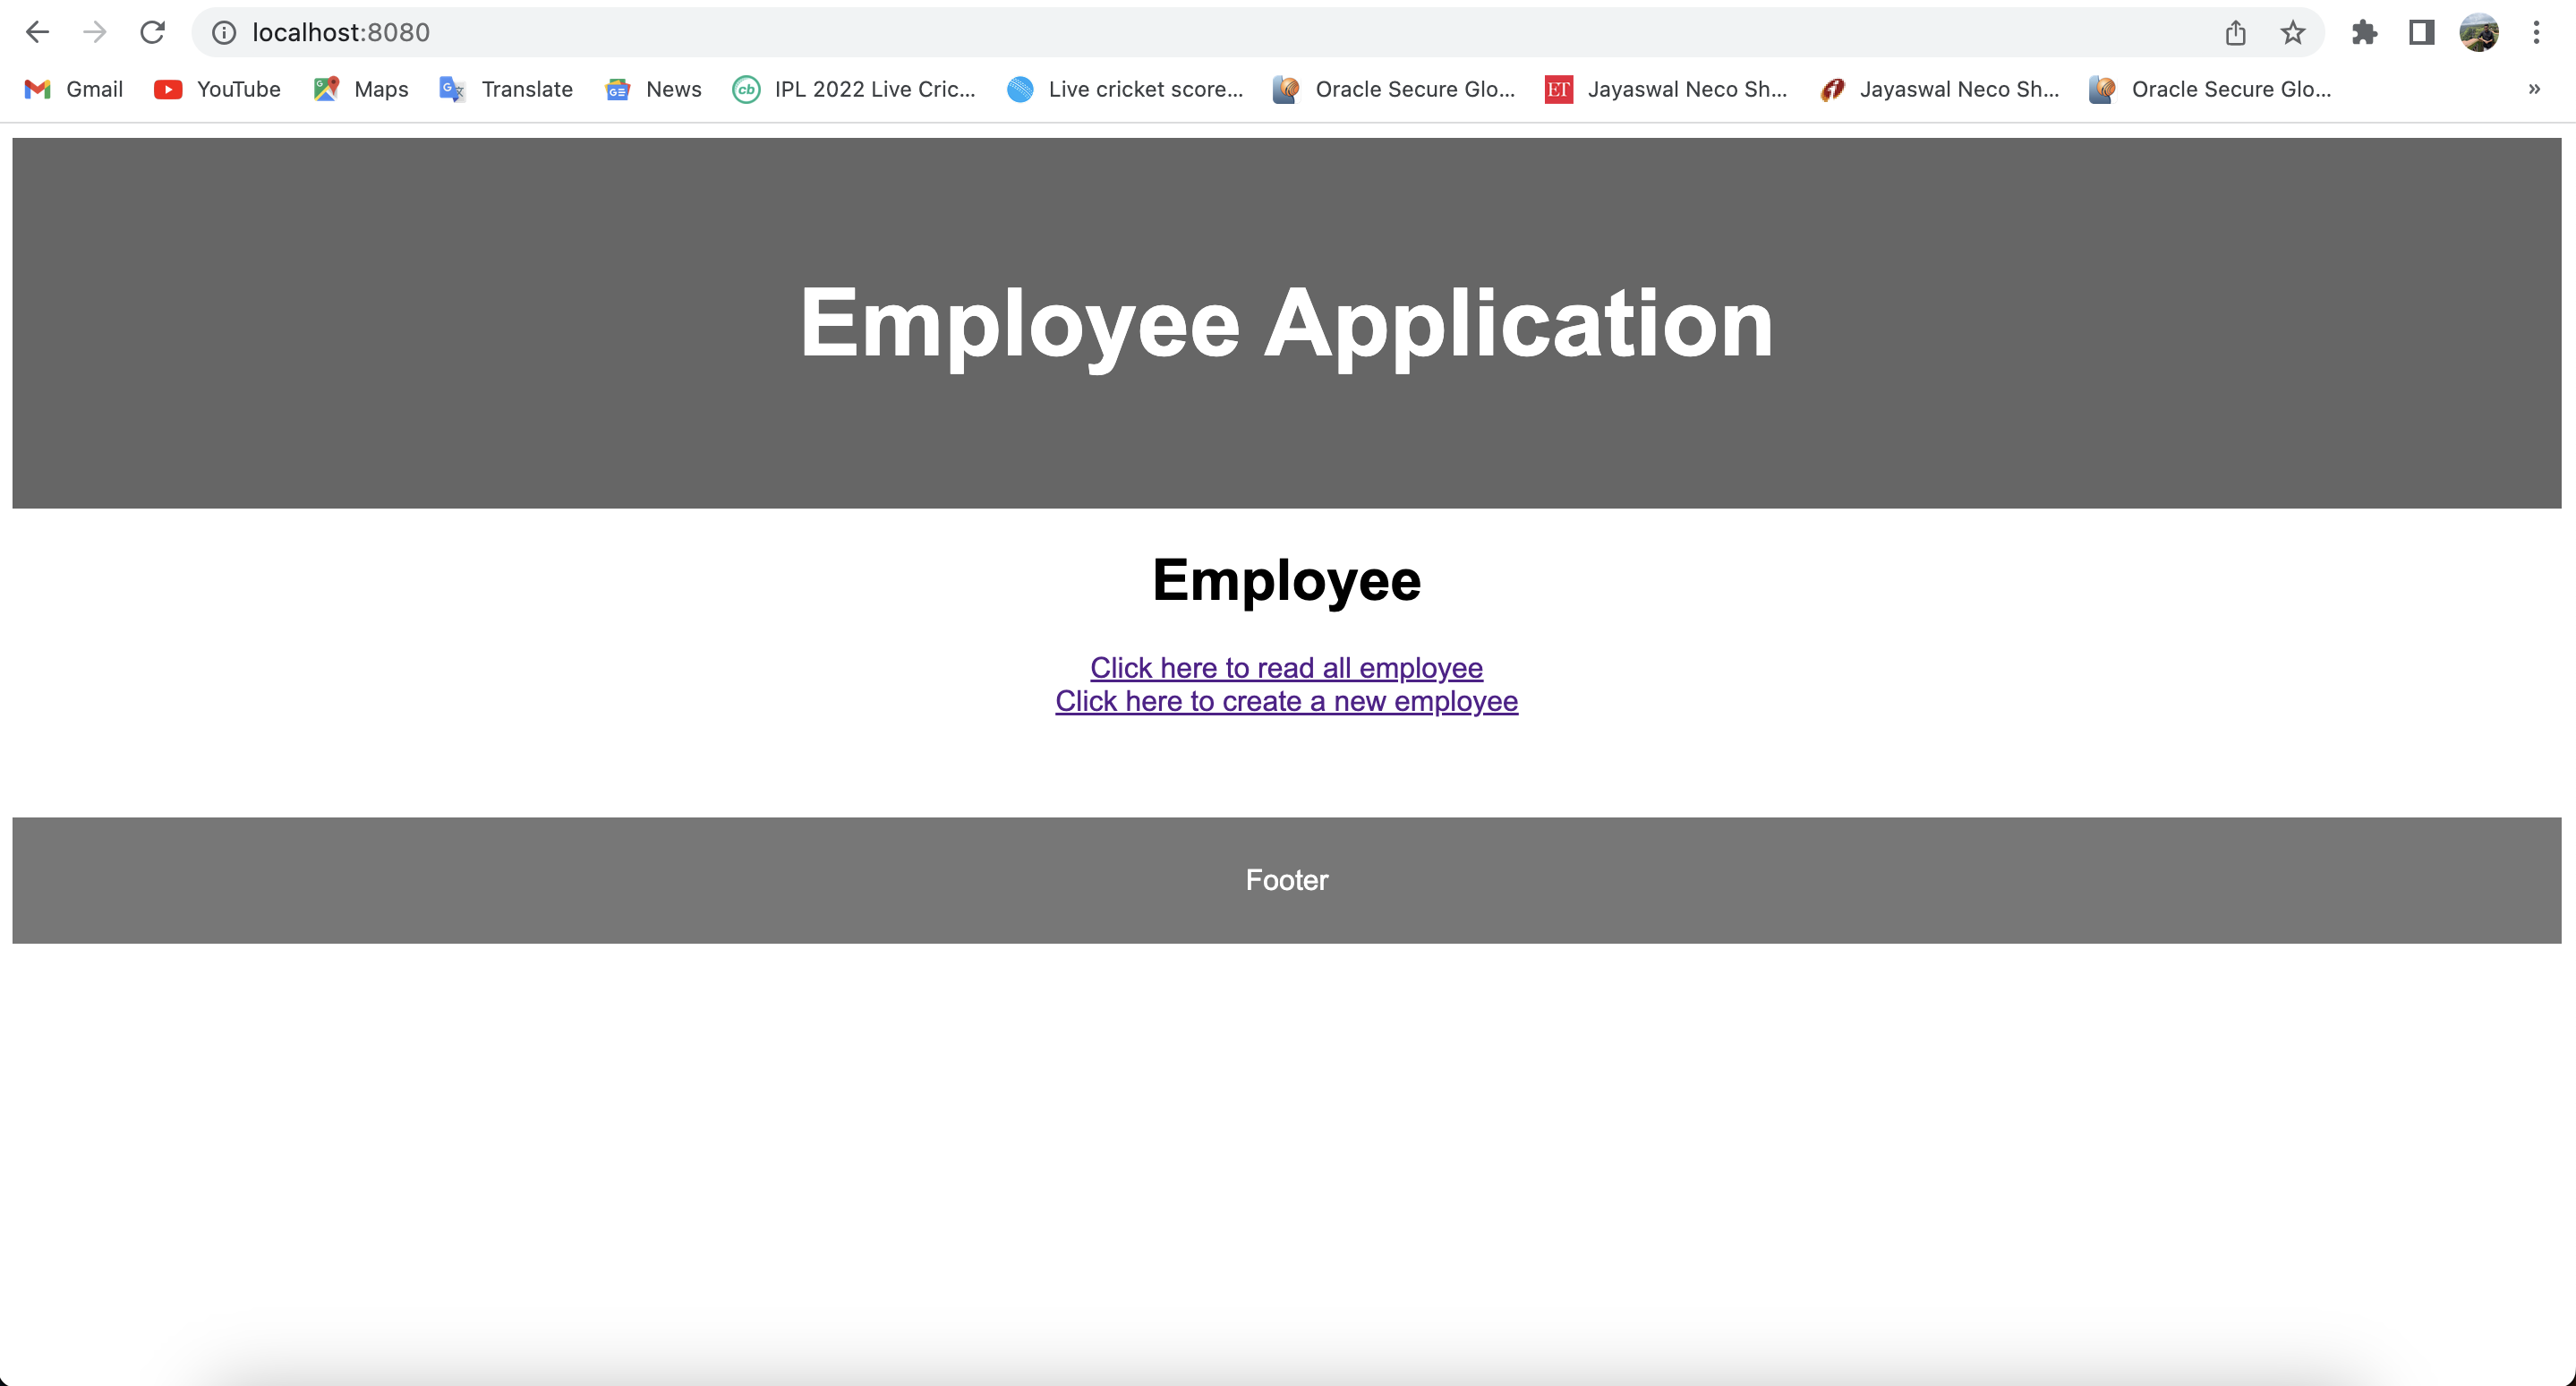 localhost:8080
Gmail YouTube Maps Translate News IPL 2022 Live Cric... Live cricket score... Oracle Secure Glo... ET Jayaswal Neco Sh... Jayaswal Neco Sh... Oracle Secure Glo... »
Employee Application
Employee
Click here to read all employee
Click here to create a new employee
Footer